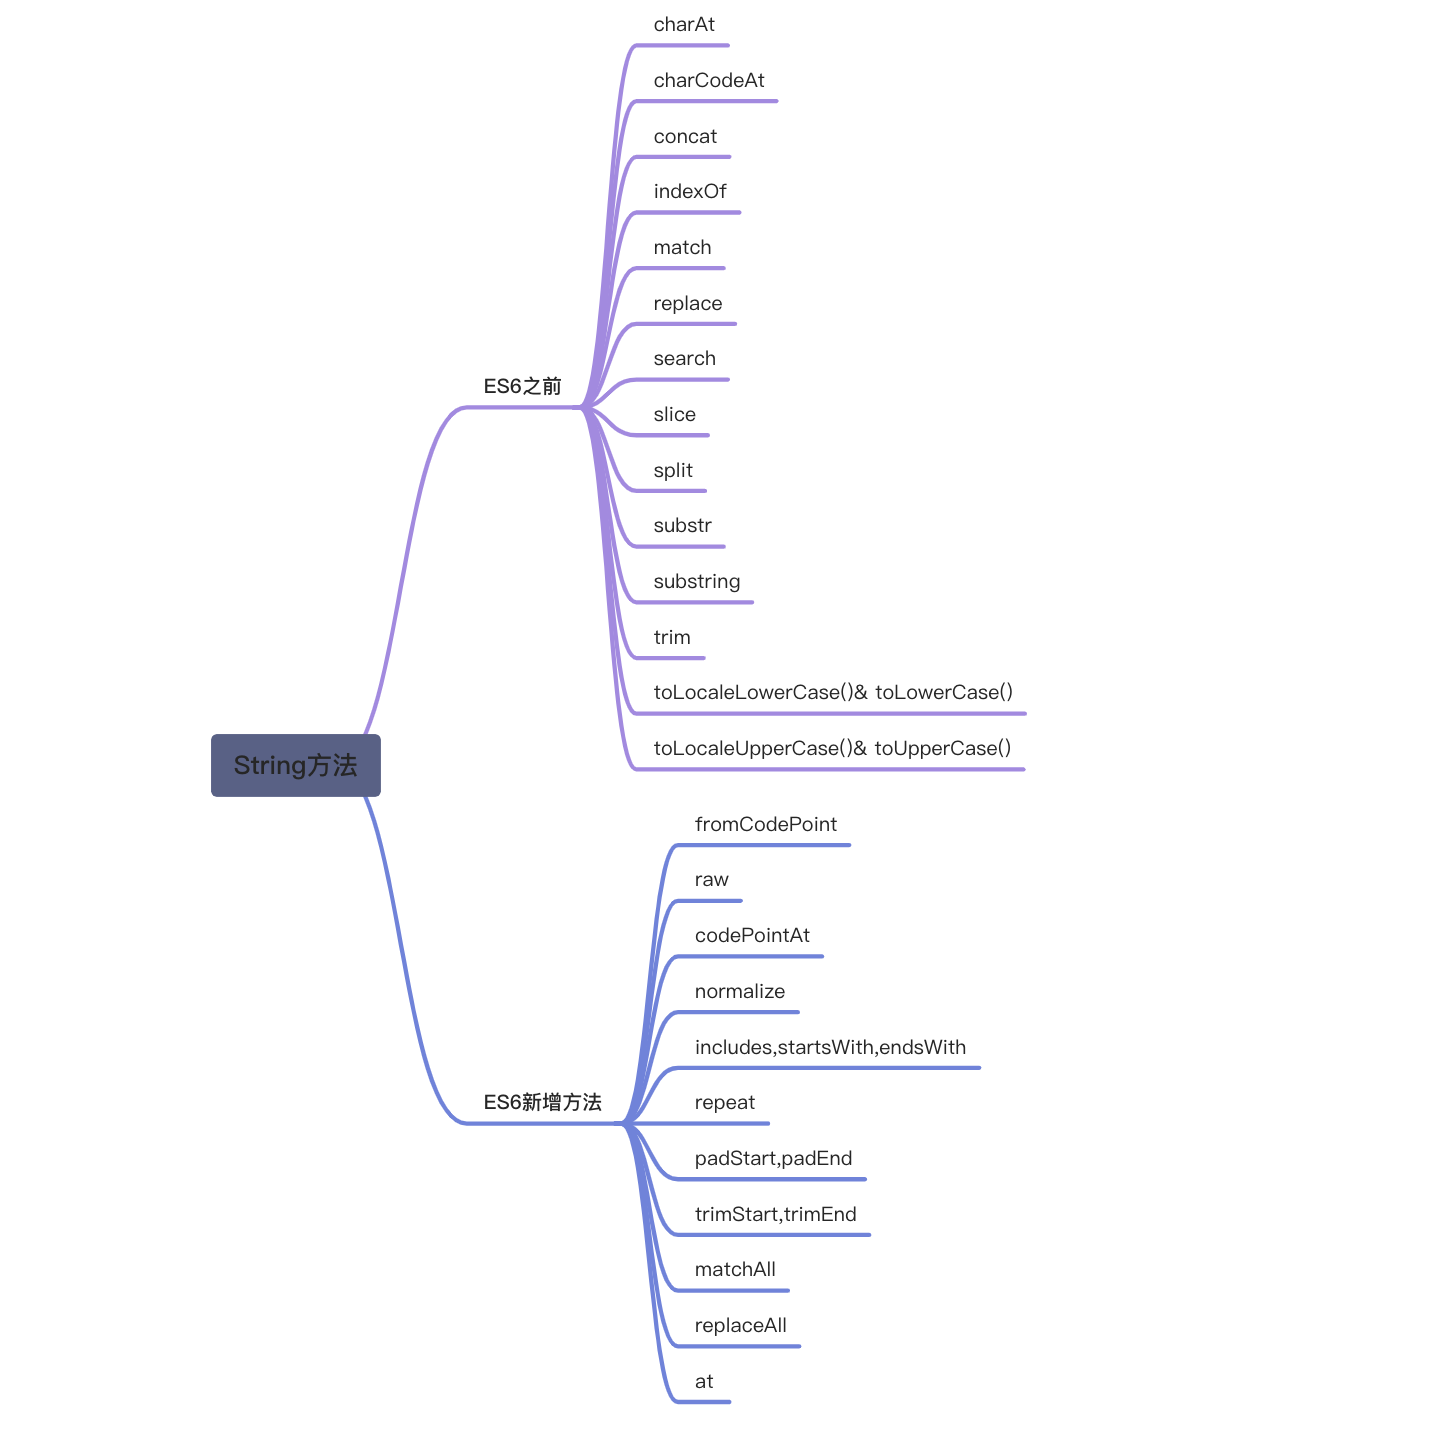 String方法
ES6之前
charAt
charCodeAt
concat
indexOf
match
replace
search
slice
split
substr
substring
trim
toLocaleLowerCase()& toLowerCase()
toLocaleUpperCase()& toUpperCase()
ES6新增方法
fromCodePoint
raw
codePointAt
normalize
includes,startsWith,endsWith
repeat
padStart,padEnd
trimStart,trimEnd
matchAll
replaceAll
at